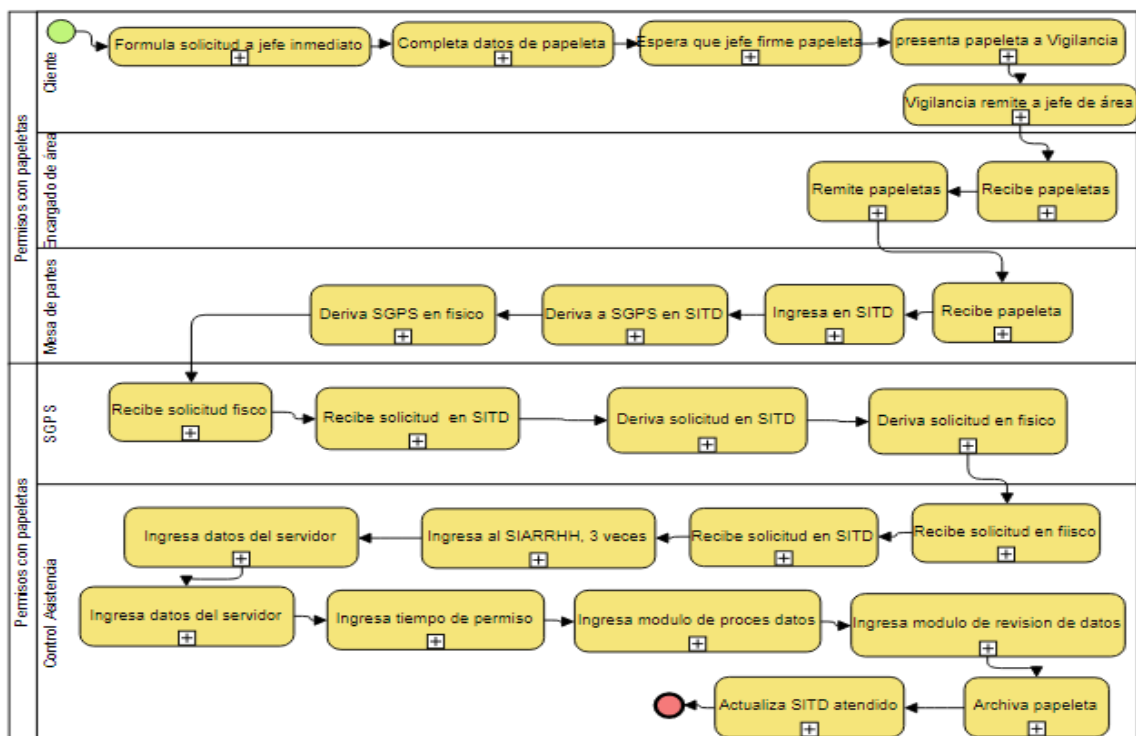 Permisos con papeletas
Cliente
Formula solicitud a jefe inmediato
Completa datos de papeleta
Espera que jefe firme papeleta
presenta papeleta a Vigilancia
Vigilancia remite a jefe de área
Encargado de área
Remite papeletas
Recibe papeletas
Mesa de partes
Deriva SGPS en fisico
Deriva a SGPS en SITD
Ingresa en SITD
Recibe papeleta
Permisos con papeletas
SGPS
Recibe solicitud fisco
Recibe solicitud en SITD
Deriva solicitud en SITD
Deriva solicitud en fisico
Control Asistencia
Ingresa datos del servidor
Ingresa al SIARRHH, 3 veces
Recibe solicitud en SITD
Recibe solicitud en fiisco
Ingresa datos del servidor
Ingresa tiempo de permiso
Ingresa modulo de proces datos
Ingresa modulo de revision de datos
Actualiza SITD atendido
Archiva papeleta